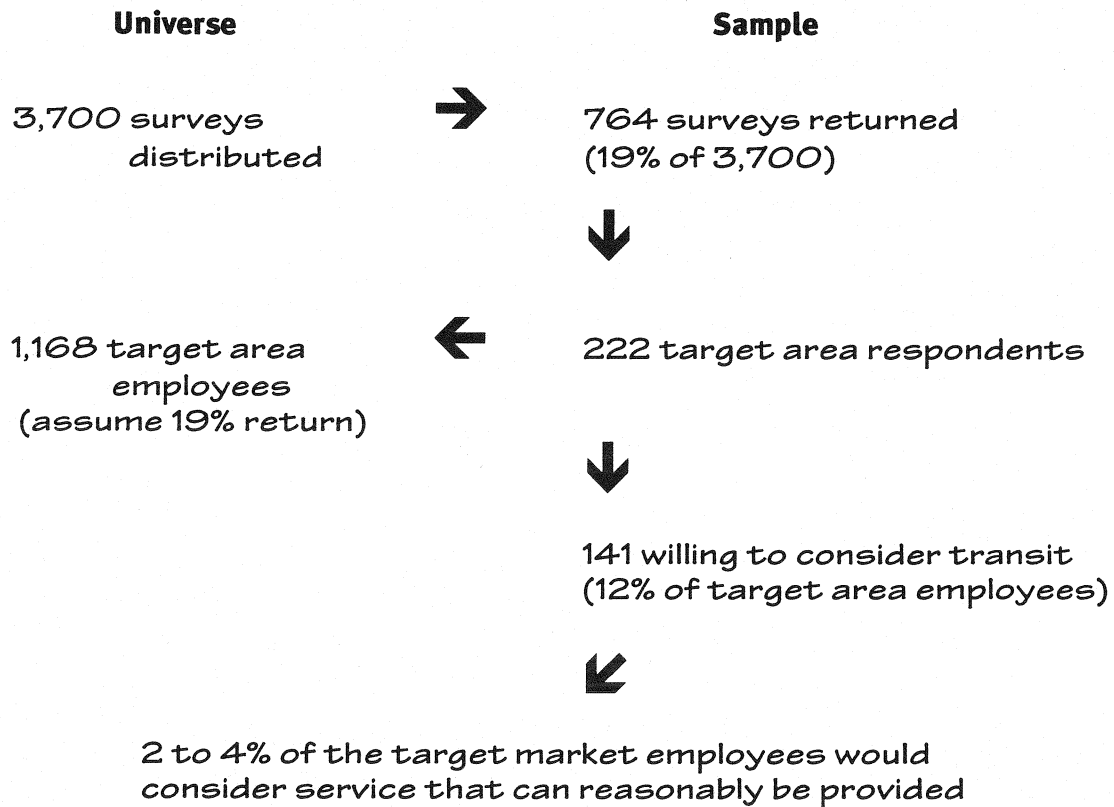 Universe
Sample
3,700 surveys
distributed
764 surveys returned
(19% of 3,700)
1,168 target area
employees
(assume 19% return)
222 target area respondents
141 willing to consider transit
(12% of target area employees)
2 to 4% of the target market employees would
consider service that can reasonably be provided